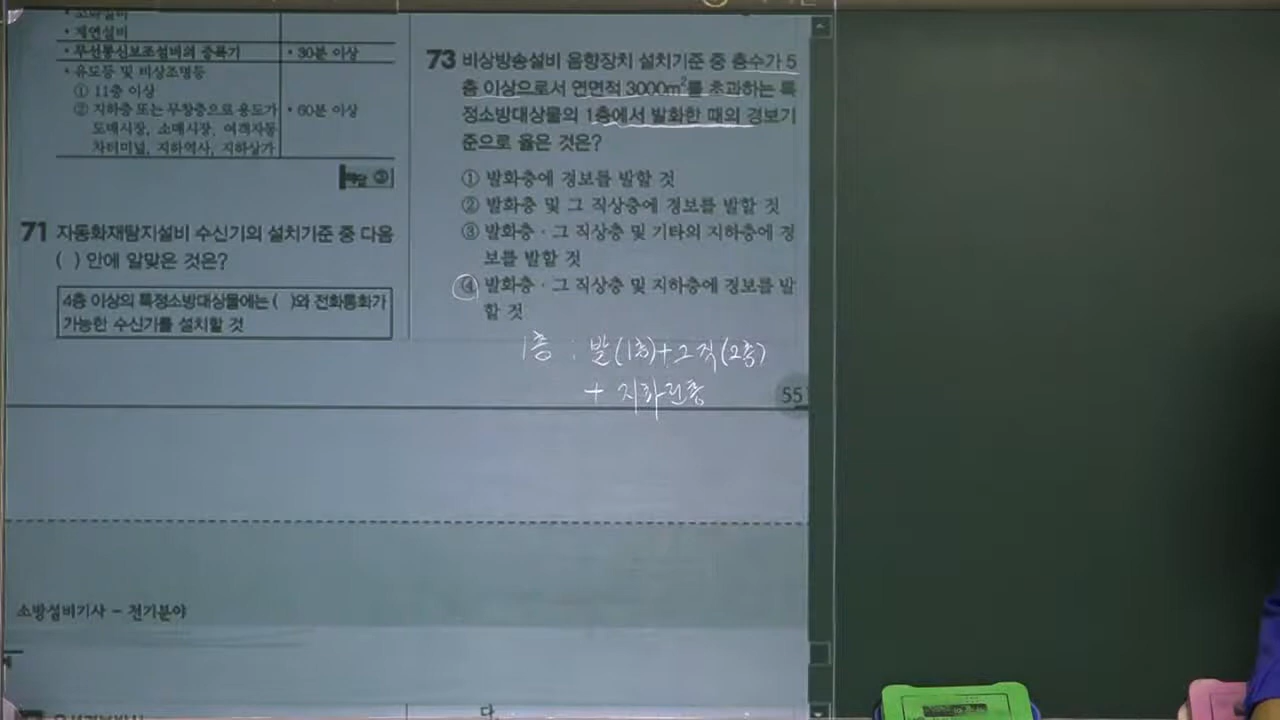 · 제연설비
· 무선통신보조설비의 증폭기
· 30분 이상
· 유도등 및 비상조명등
① 11층 이상
② 지하층 또는 무창층으로 용도가
도매시장, 소매시장, 여객자동
차터미널, 지하역사, 지하상가
· 60분 이상
71 자동화재탐지설비 수신기의 설치기준 중 다음
( ) 안에 알맞은 것은?
4층 이상의 특정소방대상물에는 ( )와 전화통화가
가능한 수신기를 설치할 것
73 비상방송설비 음향장치 설치기준 중 층수가 5
층 이상으로서 연면적 3000m²를 초과하는 특
정소방대상물의 1층에서 발화한 때의 경보기
준으로 옳은 것은?
① 발화층에 경보를 발할 것
② 발화층 및 그 직상층에 경보를 발할 것
③ 발화층 · 그 직상층 및 기타의 지하층에 경
보를 발할 것
④ 발화층 · 그 직상층 및 지하층에 경보를 발
할 것
1층 : 발(1층)+그직(2층)
+ 지하전층
55
소방설비기사 - 전기분야
다.